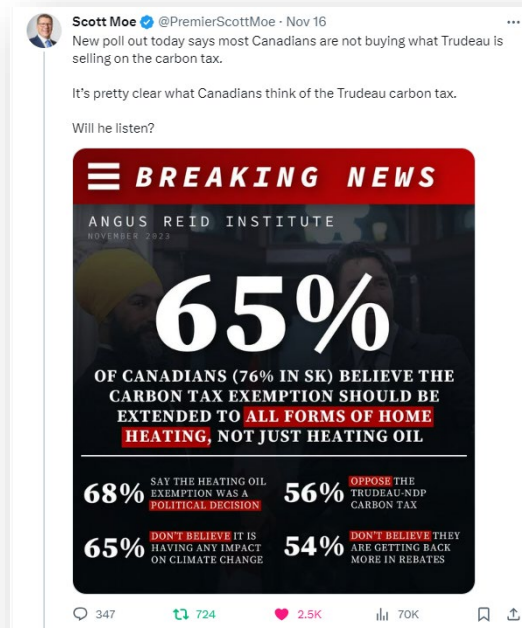 Scott Moe @PremierScottMoe · Nov 16
New poll out today says most Canadians are not buying what Trudeau is
selling on the carbon tax.
It's pretty clear what Canadians think of the Trudeau carbon tax.
Will he listen?
BREAKING NEWS
ANGUS REID INSTITUTE
NOVEMBER 2023
65%
OF CANADIANS (76% IN SK) BELIEVE THE
CARBON TAX EXEMPTION SHOULD BE
EXTENDED TO ALL FORMS OF HOME
HEATING, NOT JUST HEATING OIL
68%
SAY THE HEATING OIL
EXEMPTION WAS A
POLITICAL DECISION
56%
OPPOSE THE
TRUDEAU-NDP
CARBON TAX
65%
DON'T BELIEVE IT IS
HAVING ANY IMPACT
ON CLIMATE CHANGE
54%
DON'T BELIEVE THEY
ARE GETTING BACK
MORE IN REBATES
347 724 2.5K 70K